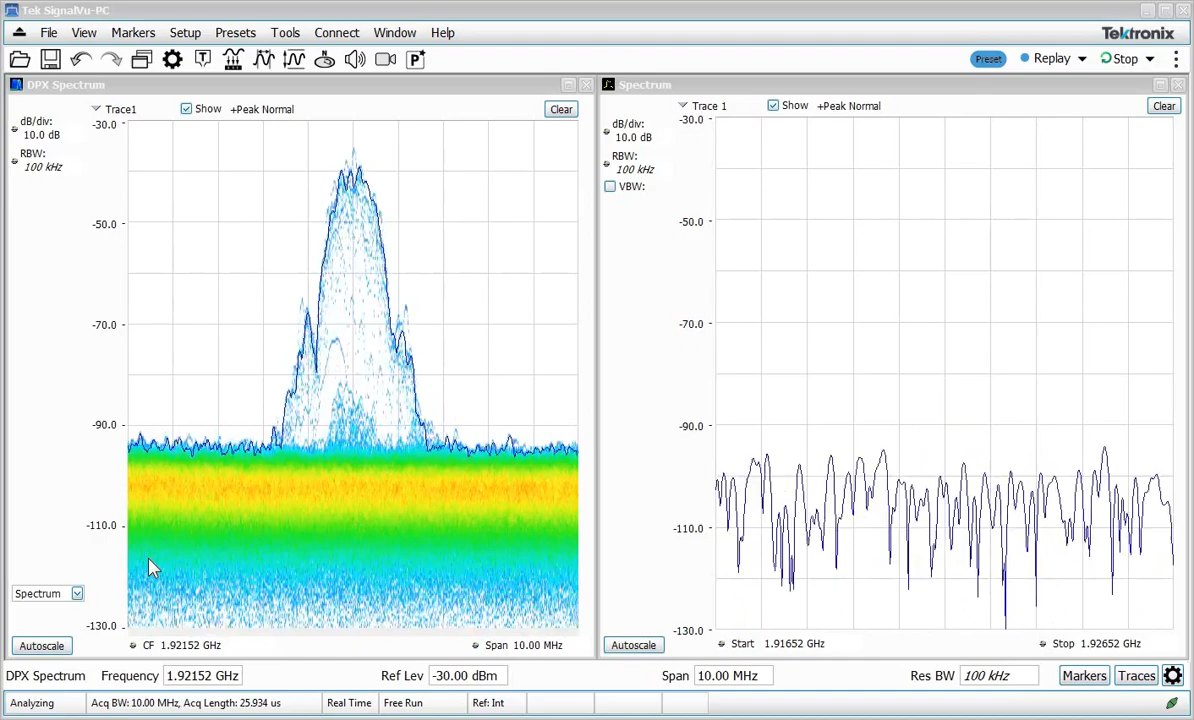 Tek SignalVu-PC
File View Markers Setup Presets Tools Connect Window Help
Tektronix
Preset Replay Stop
DPX Spectrum
Trace1 Show +Peak Normal Clear
dB/div:
10.0 dB
RBW:
100 kHz
-30.0
-50.0
-70.0
-90.0
-110.0
-130.0
Spectrum
Autoscale CF 1.92152 GHz Span 10.00 MHz
Spectrum
Trace 1 Show +Peak Normal Clear
dB/div:
10.0 dB
RBW:
100 kHz
VBW:
-30.0
-50.0
-70.0
-90.0
-110.0
-130.0
Autoscale Start 1.91652 GHz Stop 1.92652 GHz
DPX Spectrum Frequency 1.92152 GHz Ref Lev -30.00 dBm Span 10.00 MHz Res BW 100 kHz Markers Traces
Analyzing Acq BW: 10.00 MHz, Acq Length: 25.934 us Real Time Free Run Ref: Int